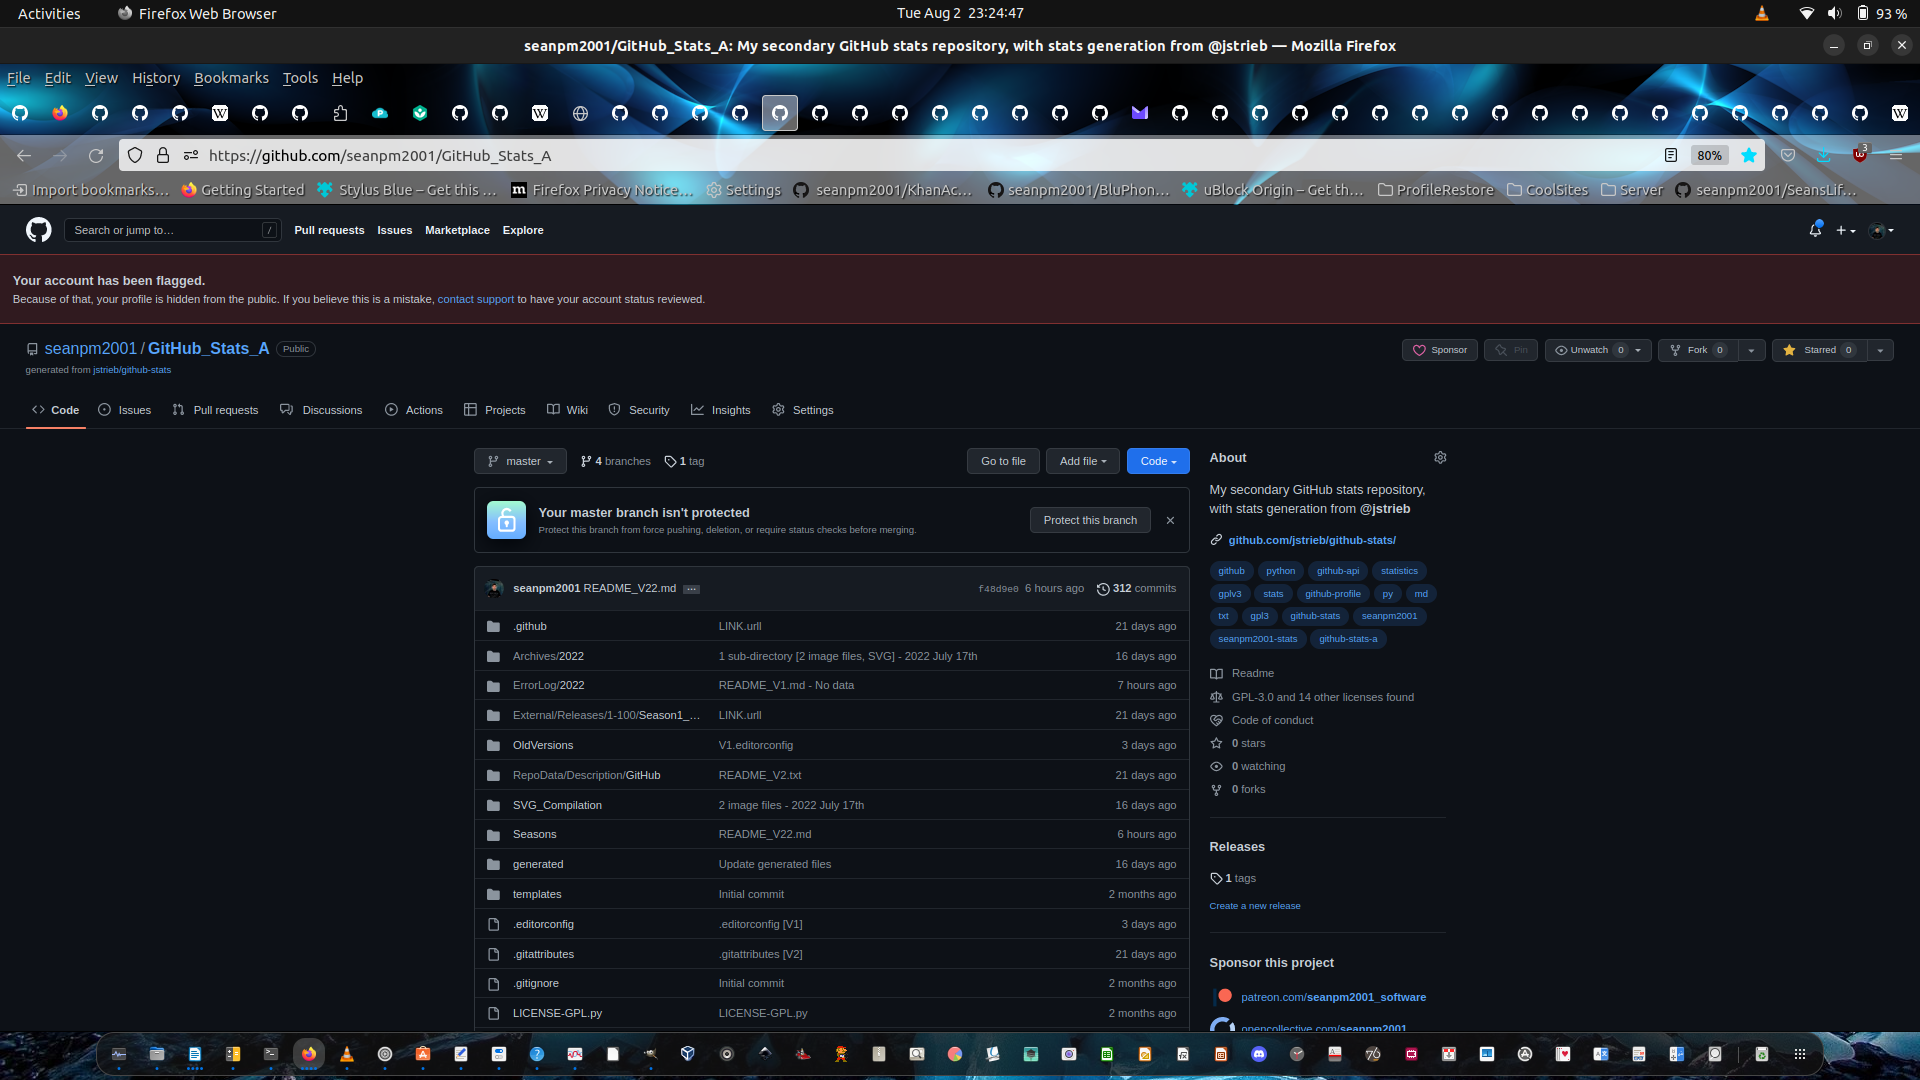 Activities
Firefox Web Browser
Tue Aug 2 23:24:47
93 %
seanpm2001/GitHub_Stats_A: My secondary GitHub stats repository, with stats generation from @jstrieb — Mozilla Firefox
File Edit View History Bookmarks Tools Help
https://github.com/seanpm2001/GitHub_Stats_A
80%
3
Import bookmarks…
Getting Started
Stylus Blue – Get this …
Firefox Privacy Notice…
Settings
seanpm2001/KhanAc…
seanpm2001/BluPhon…
uBlock Origin – Get th…
ProfileRestore
CoolSites
Server
seanpm2001/SeansLif…
Search or jump to…
/
Pull requests
Issues
Marketplace
Explore
Your account has been flagged.
Because of that, your profile is hidden from the public. If you believe this is a mistake, contact support to have your account status reviewed.
seanpm2001 / GitHub_Stats_A
Public
Sponsor
Pin
Unwatch 0
Fork 0
Starred 0
generated from jstrieb/github-stats
Code
Issues
Pull requests
Discussions
Actions
Projects
Wiki
Security
Insights
Settings
master
4 branches
1 tag
Go to file
Add file
Code
Your master branch isn't protected
Protect this branch from force pushing, deletion, or require status checks before merging.
Protect this branch
seanpm2001 README_V22.md
f48d9e0 6 hours ago
312 commits
.github LINK.urll 21 days ago
Archives/2022 1 sub-directory [2 image files, SVG] - 2022 July 17th 16 days ago
ErrorLog/2022 README_V1.md - No data 7 hours ago
External/Releases/1-100/Season1_… LINK.urll 21 days ago
OldVersions V1.editorconfig 3 days ago
RepoData/Description/GitHub README_V2.txt 21 days ago
SVG_Compilation 2 image files - 2022 July 17th 16 days ago
Seasons README_V22.md 6 hours ago
generated Update generated files 16 days ago
templates Initial commit 2 months ago
.editorconfig .editorconfig [V1] 3 days ago
.gitattributes .gitattributes [V2] 21 days ago
.gitignore Initial commit 2 months ago
LICENSE-GPL.py LICENSE-GPL.py 2 months ago
About
My secondary GitHub stats repository,
with stats generation from @jstrieb
github.com/jstrieb/github-stats/
github python github-api statistics
gplv3 stats github-profile py md
txt gpl3 github-stats seanpm2001
seanpm2001-stats github-stats-a
Readme
GPL-3.0 and 14 other licenses found
Code of conduct
0 stars
0 watching
0 forks
Releases
1 tags
Create a new release
Sponsor this project
patreon.com/seanpm2001_software
opencollective.com/seanpm2001